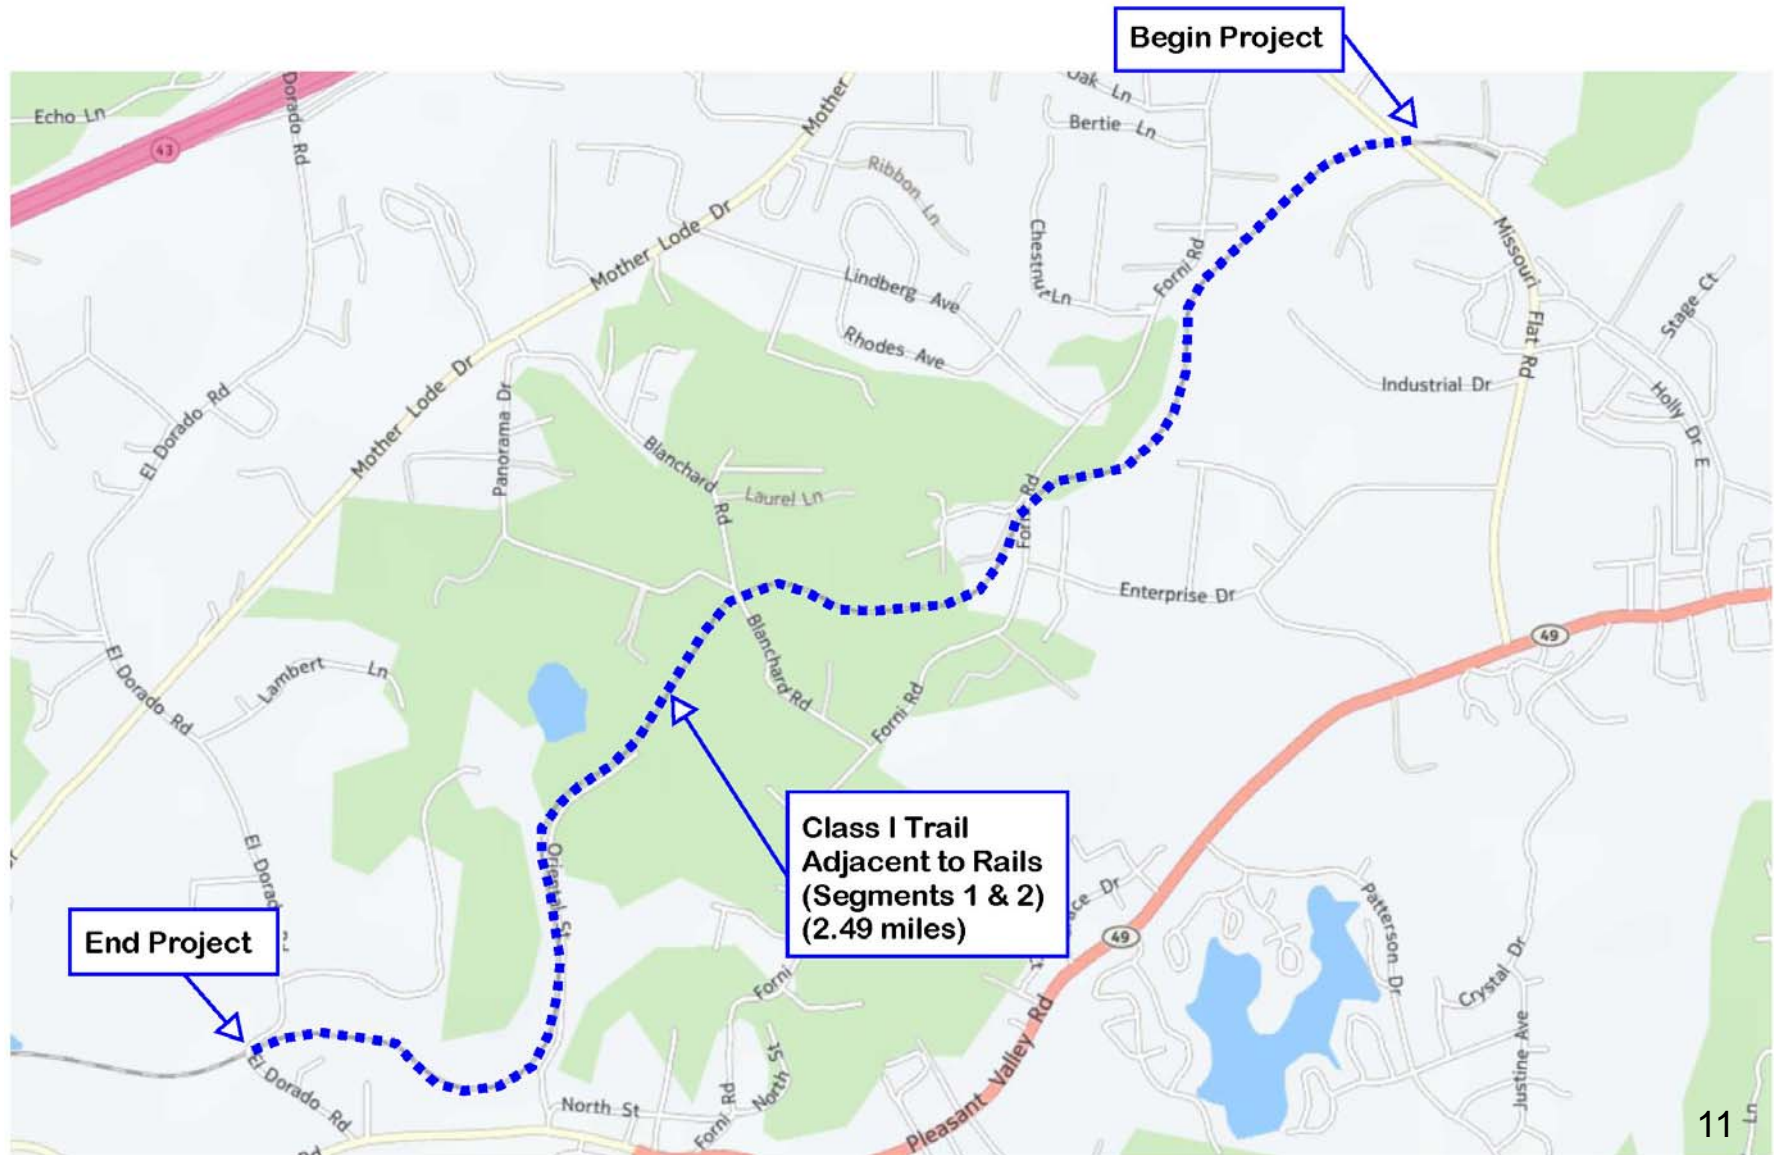 Begin Project
Dorado Rd
Oak Ln
Echo Ln
Mother
Bertie Ln
43
Ribbon Ln
Mother Lode Dr
Chestnut Ln
Forni Rd
Missouri Flat Rd
Lindberg Ave
Stage Ct
Rhodes Ave
El Dorado Rd
Mother Lode Dr
Panorama Dr
Industrial Dr
Holly Dr E
Blanchard Rd
Laurel Ln
Forni Rd
Enterprise Dr
49
Blanchard Rd
El Dorado Rd
Lambert Ln
Forni Rd
Class I Trail
Adjacent to Rails
(Segments 1 & 2)
(2.49 miles)
Oriental St
Patterson Dr
End Project
49
Forni
Crystal Dr
Pleasant Valley Rd
Justine Ave
El Dorado Rd
North St
Forni Rd
North St
11
Ln